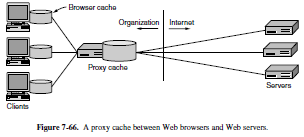 Browser cache
Organization
Internet
Proxy cache
Clients
Servers
Figure 7-66. A proxy cache between Web browsers and Web servers.